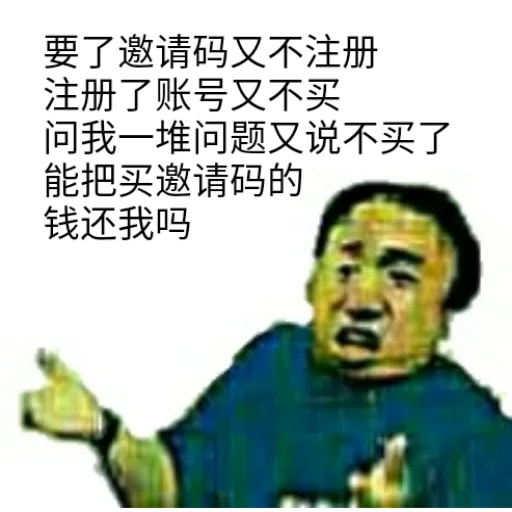 要了邀请码又不注册
注册了账号又不买
问我一堆问题又说不买了
能把买邀请码的
钱还我吗